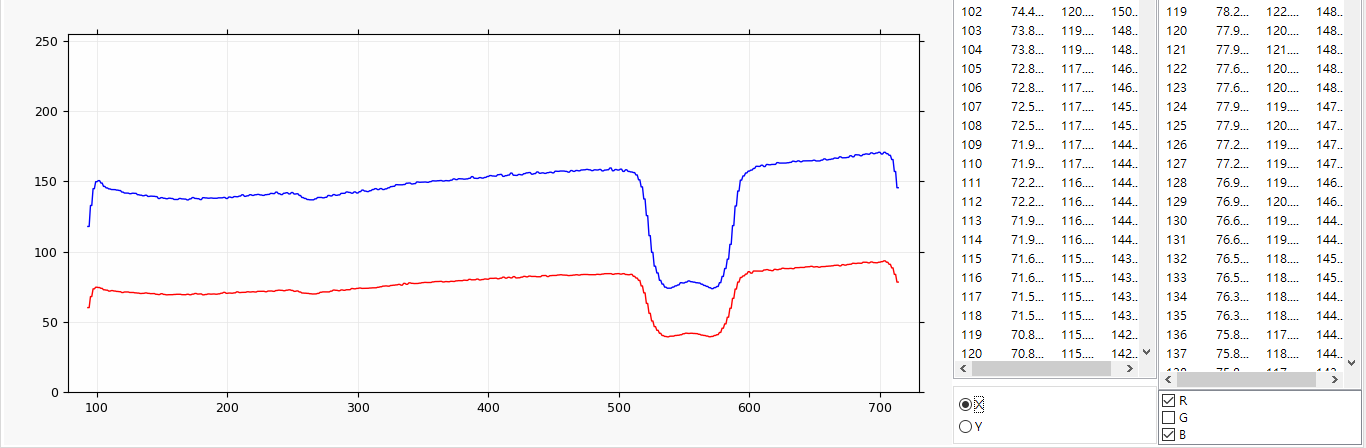 250
200
150
100
50
0
100 200 300 400 500 600 700
102 74.4... 120.... 150...
103 73.8... 119.... 148...
104 73.8... 119.... 148...
105 72.8... 117.... 146...
106 72.8... 117.... 146...
107 72.5... 117.... 145...
108 72.5... 117.... 145...
109 71.9... 117.... 144...
110 71.9... 117.... 144...
111 72.2... 116.... 144...
112 72.2... 116.... 144...
113 71.9... 116.... 144...
114 71.9... 116.... 144...
115 71.6... 115.... 143...
116 71.6... 115.... 143...
117 71.5... 115.... 143...
118 71.5... 115.... 143...
119 70.8... 115.... 142...
120 70.8... 115.... 142...
X
Y
119 78.2... 122.... 148...
120 77.9... 120.... 148...
121 77.9... 121.... 148...
122 77.6... 120.... 148...
123 77.6... 120.... 148...
124 77.9... 119.... 147...
125 77.9... 120.... 147...
126 77.2... 119.... 147...
127 77.2... 119.... 147...
128 76.9... 119.... 146...
129 76.9... 120.... 146...
130 76.6... 119.... 144...
131 76.6... 119.... 144...
132 76.5... 118.... 145...
133 76.5... 118.... 145...
134 76.3... 118.... 144...
135 76.3... 118.... 144...
136 75.8... 117.... 144...
137 75.8... 118.... 144...
R
G
B